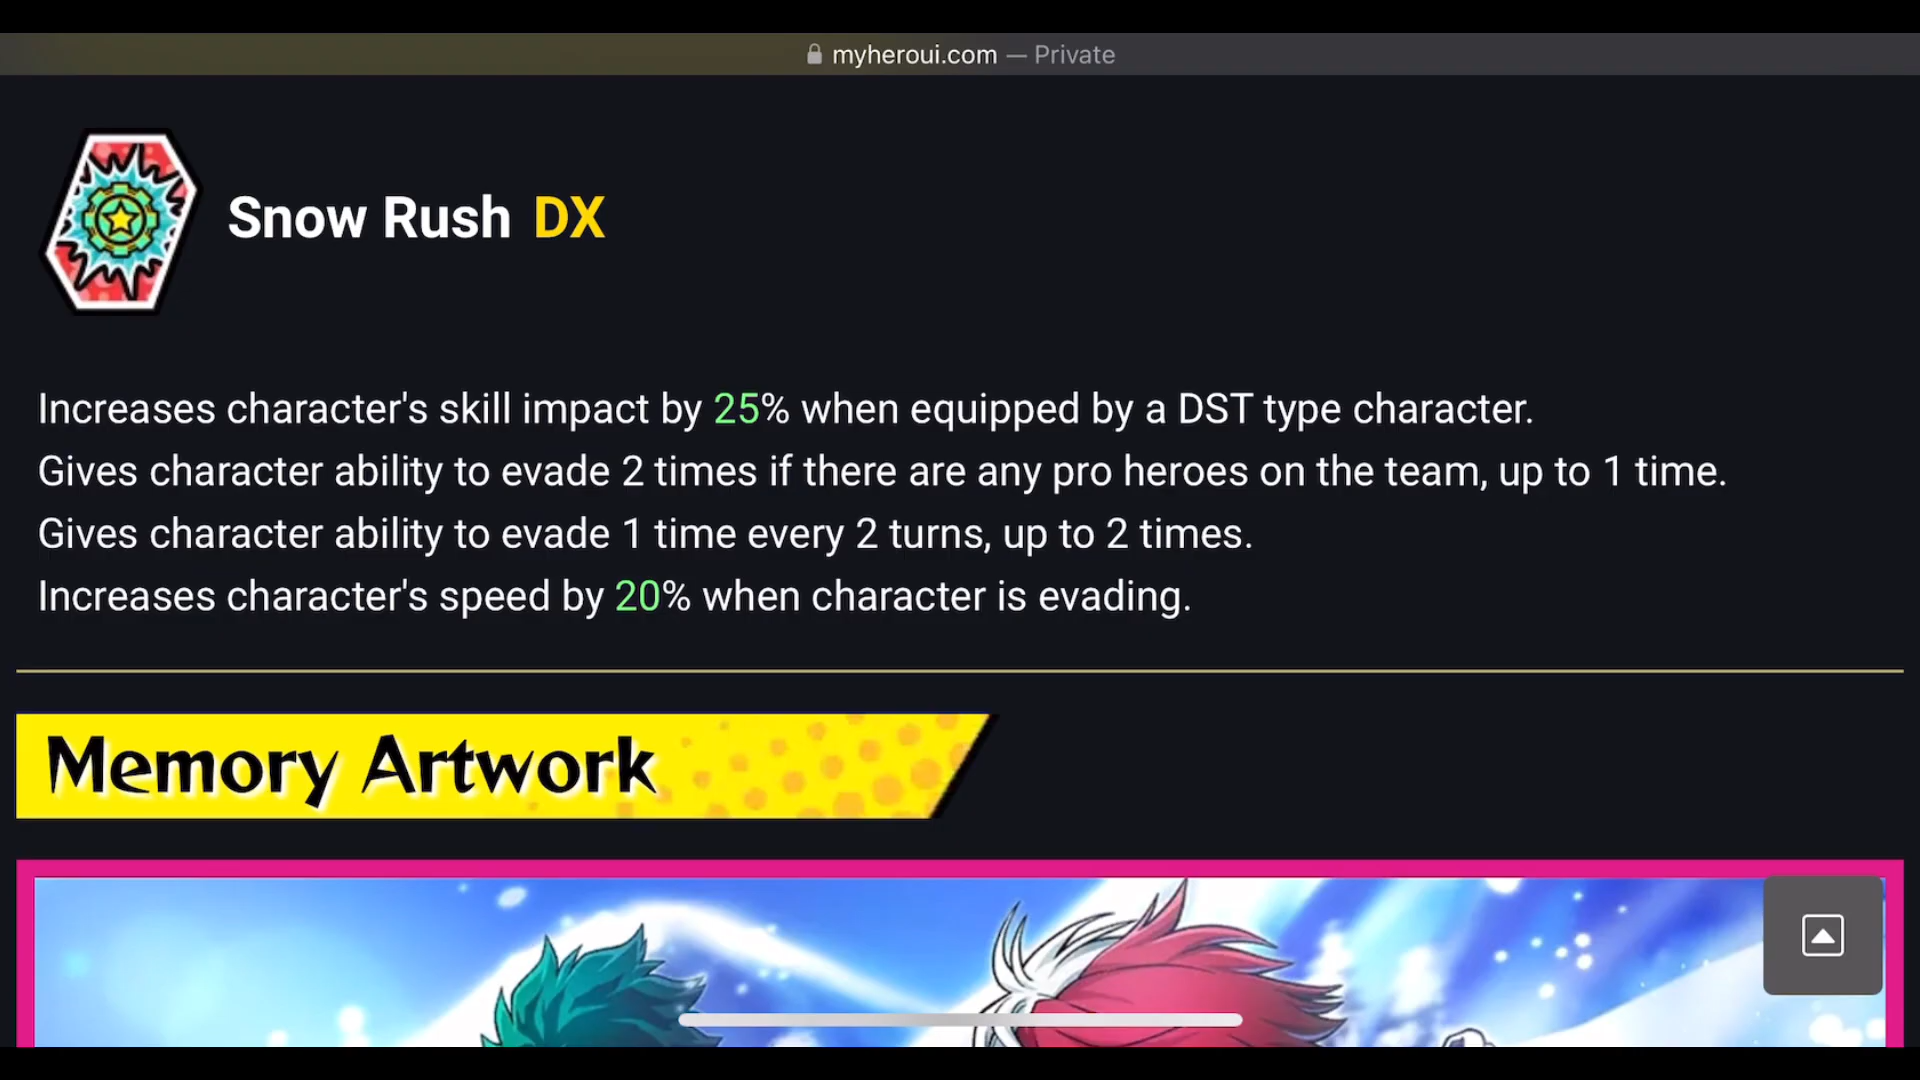 myheroui.com — Private
Snow Rush DX
Increases character's skill impact by 25% when equipped by a DST type character.
Gives character ability to evade 2 times if there are any pro heroes on the team, up to 1 time.
Gives character ability to evade 1 time every 2 turns, up to 2 times.
Increases character's speed by 20% when character is evading.
Memory Artwork